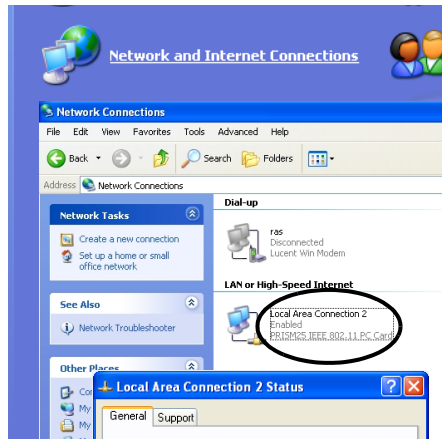 Network and Internet Connections
Network Connections
File Edit View Favorites Tools Advanced Help
Back Search Folders
Address Network Connections
Network Tasks
Create a new connection
Set up a home or small
office network
See Also
Network Troubleshooter
Other Places
My
My
Dial-up
ras
Disconnected
Lucent Win Modem
LAN or High-Speed Internet
Local Area Connection 2
Enabled
PRISM25 IEEE 802.11 PC Card
Local Area Connection 2 Status
General Support